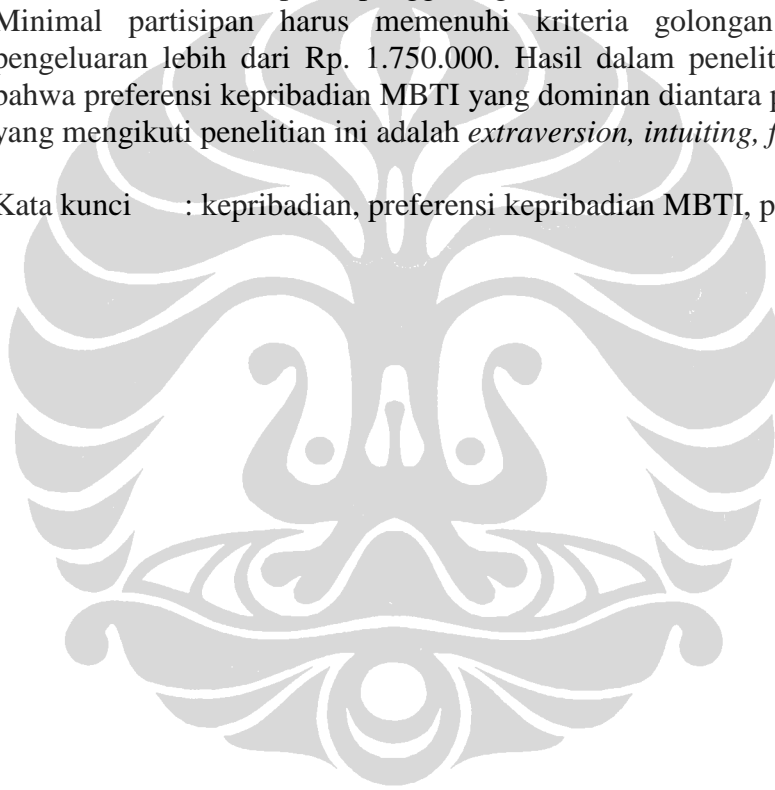 Minimal partisipan harus memenuhi kriteria golongan
pengeluaran lebih dari Rp. 1.750.000. Hasil dalam penelit
bahwa preferensi kepribadian MBTI yang dominan diantara p
yang mengikuti penelitian ini adalah extraversion, intuiting, f
Kata kunci : kepribadian, preferensi kepribadian MBTI, p